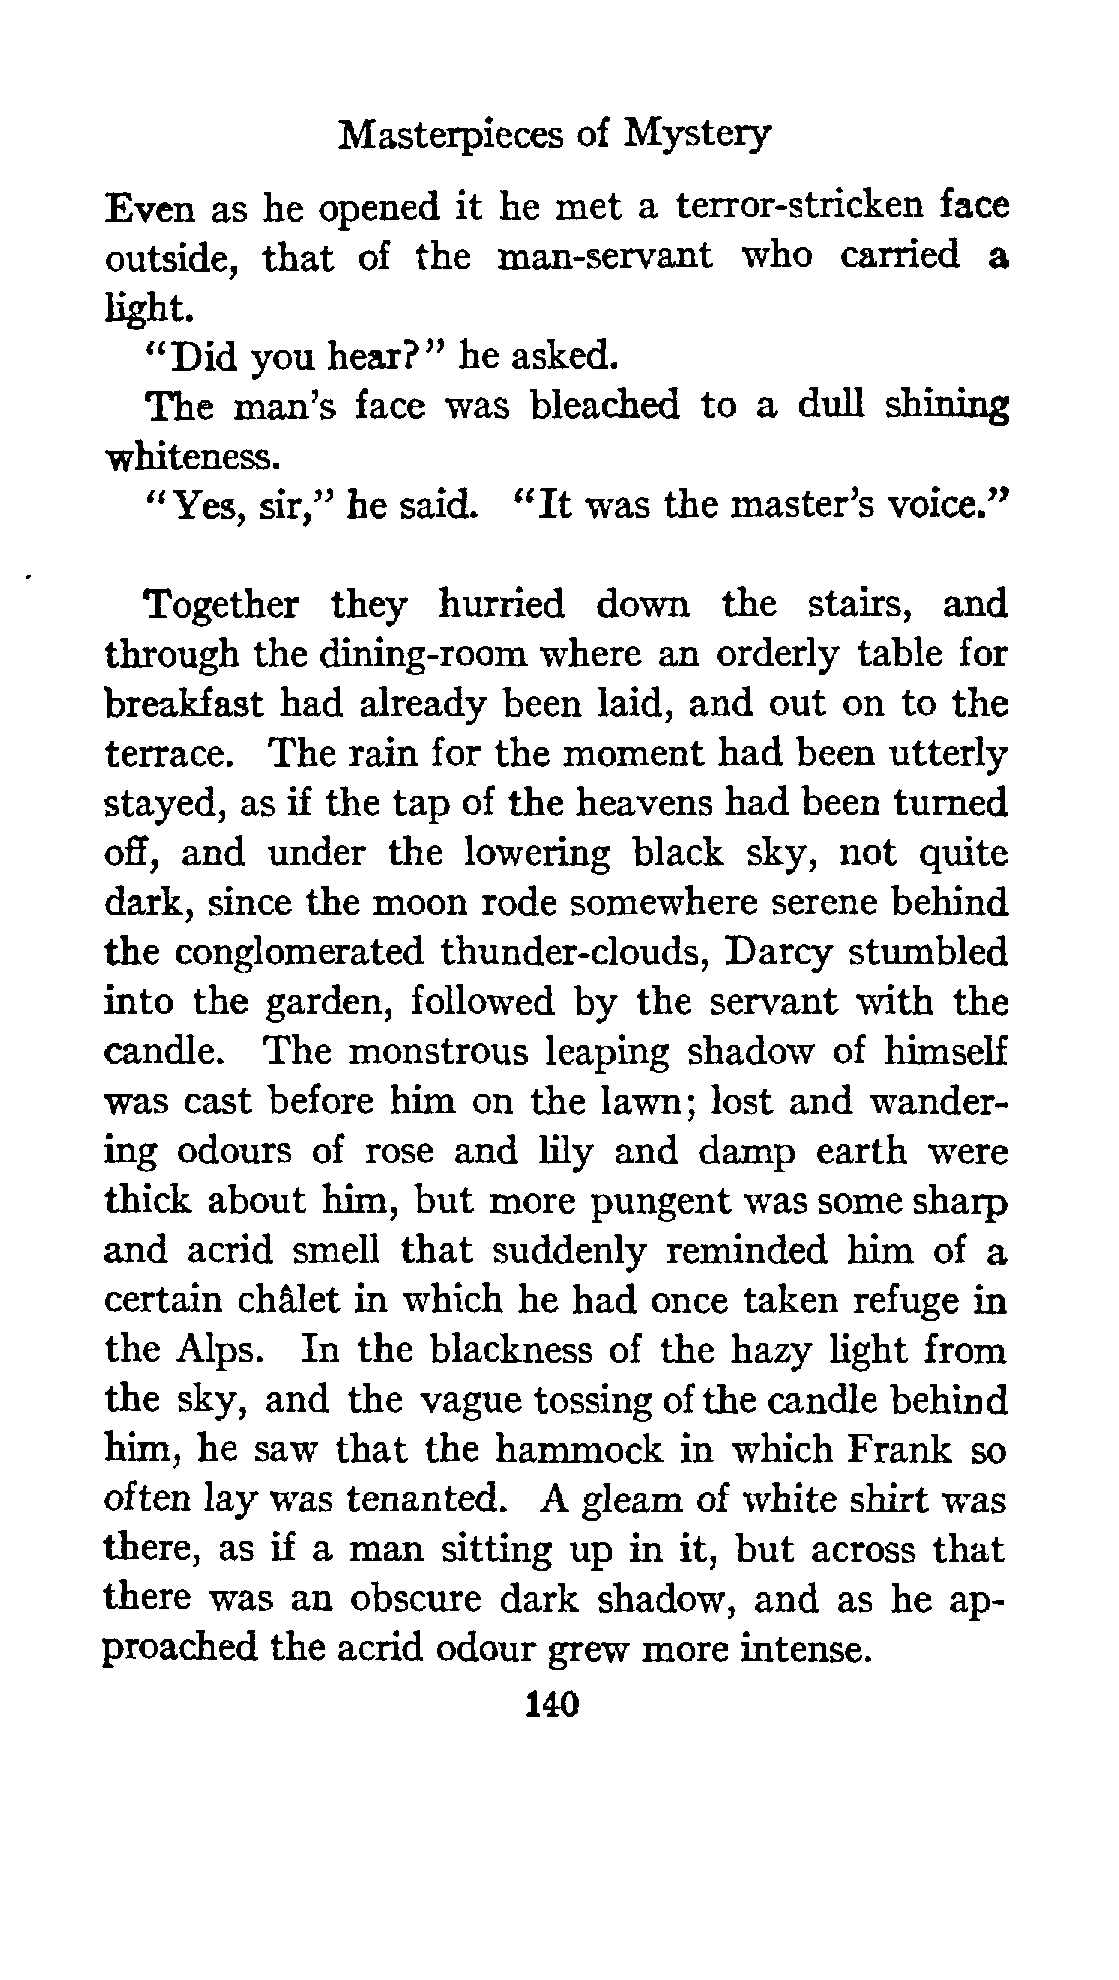 Masterpieces of Mystery
Even as he opened it he met a terror-stricken face
outside, that of the man-servant who carried a
light.
“Did you hear?” he asked.
The man's face was bleached to a dull shining
whiteness.
“Yes, sir,” he said. “It was the master's voice.”
Together they hurried down the stairs, and
through the dining-room where an orderly table for
breakfast had already been laid, and out on to the
terrace. The rain for the moment had been utterly
stayed, as if the tap of the heavens had been turned
off, and under the lowering black sky, not quite
dark, since the moon rode somewhere serene behind
the conglomerated thunder-clouds, Darcy stumbled
into the garden, followed by the servant with the
candle. The monstrous leaping shadow of himself
was cast before him on the lawn; lost and wander-
ing odours of rose and lily and damp earth were
thick about him, but more pungent was some sharp
and acrid smell that suddenly reminded him of a
certain châlet in which he had once taken refuge in
the Alps. In the blackness of the hazy light from
the sky, and the vague tossing of the candle behind
him, he saw that the hammock in which Frank so
often lay was tenanted. A gleam of white shirt was
there, as if a man sitting up in it, but across that
there was an obscure dark shadow, and as he ap-
proached the acrid odour grew more intense.
140